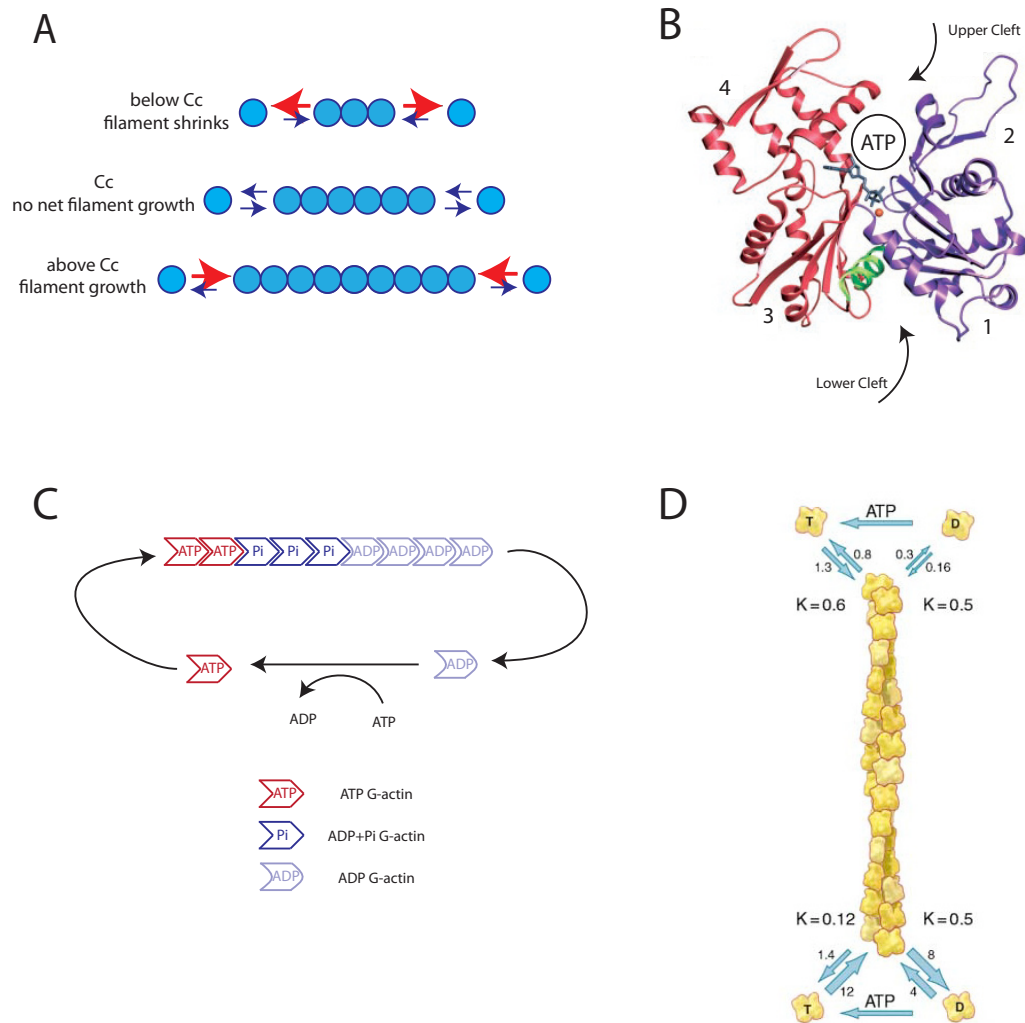 A
below Cc
filament shrinks
Cc
no net filament growth
above Cc
filament growth
B
Upper Cleft
4
2
ATP
3
1
Lower Cleft
C
ATP ATP Pi Pi Pi ADP ADP ADP ADP
ATP
ADP
ADP
ATP
ATP
ATP G-actin
Pi
ADP+Pi G-actin
ADP
ADP G-actin
D
T
ATP
D
1.3
0.8
0.3
0.16
K=0.6
K=0.5
K=0.12
K=0.5
1.4
12
8
4
T
ATP
D